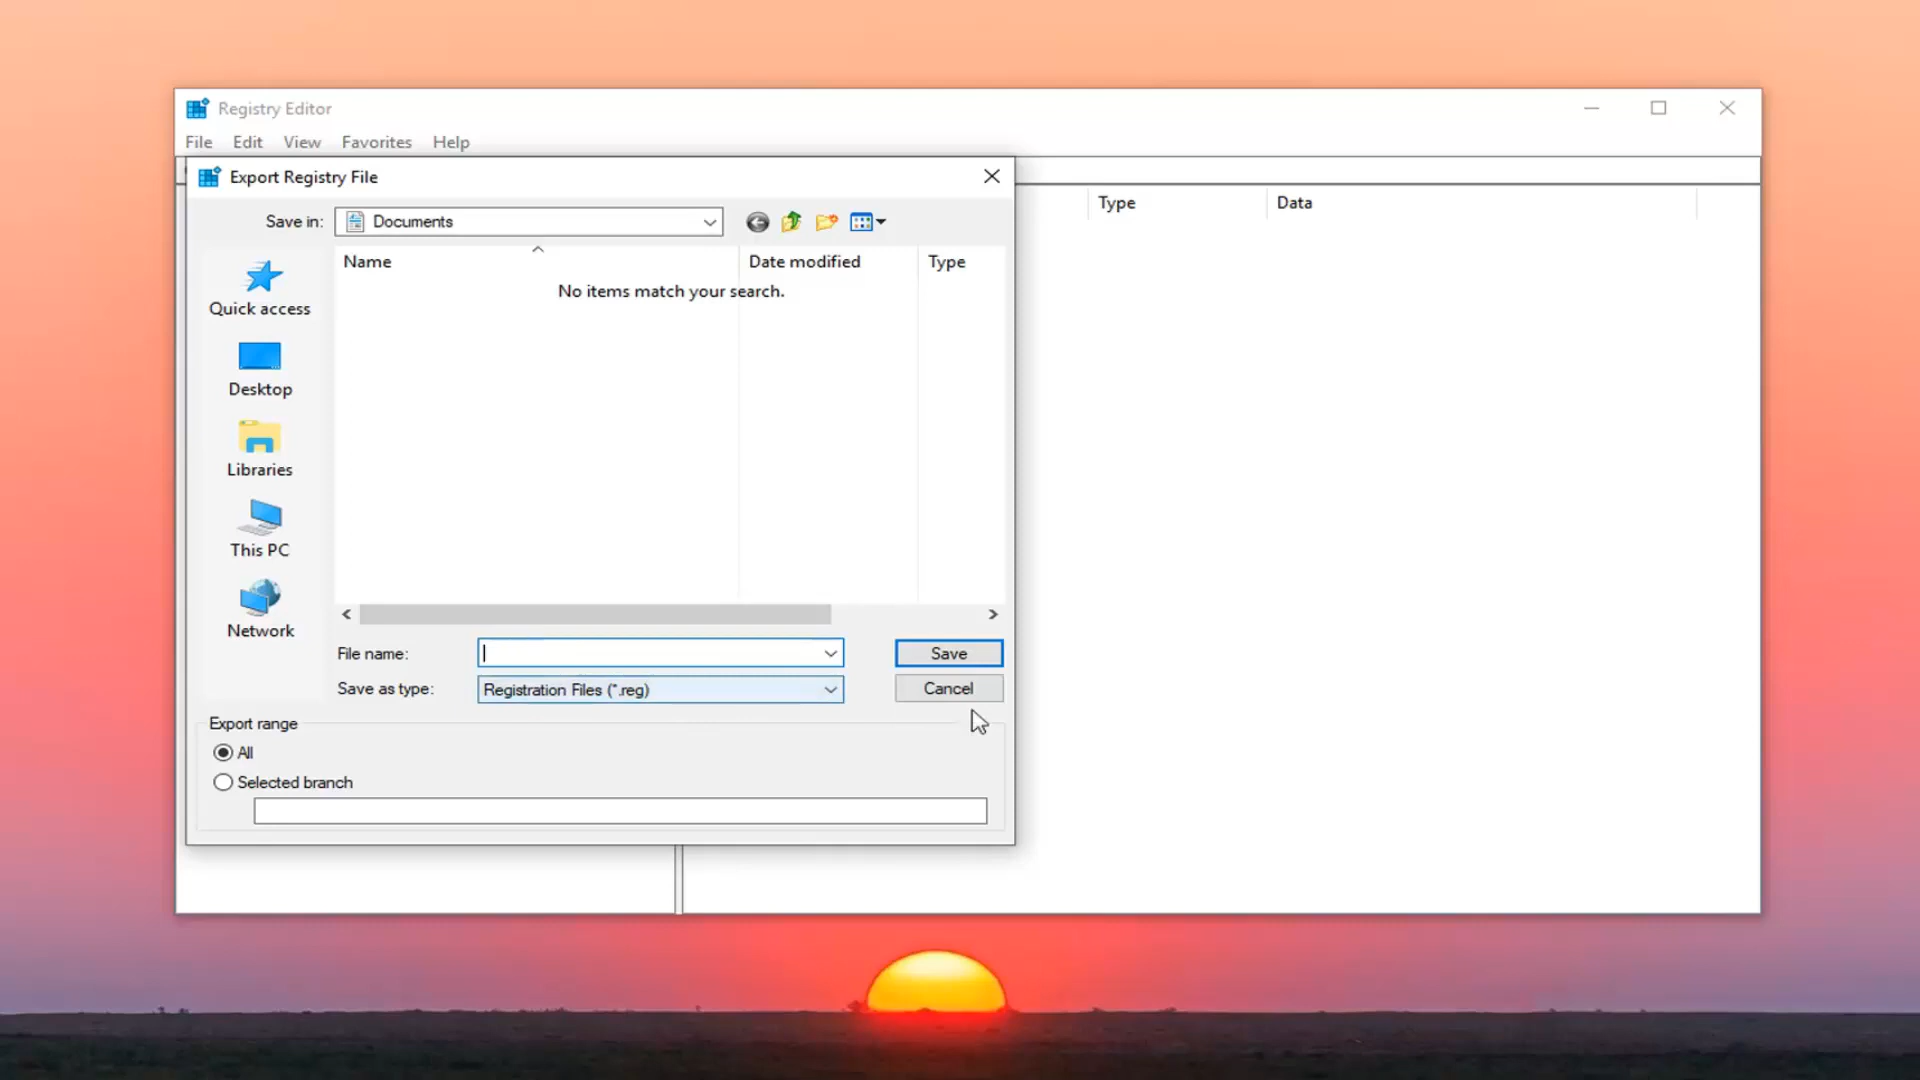 Registry Editor
File Edit View Favorites Help
Export Registry File
Save in: Documents
Type Data
Name Date modified Type
No items match your search.
Quick access
Desktop
Libraries
This PC
Network
File name: Save
Save as type: Registration Files (*.reg) Cancel
Export range
All
Selected branch